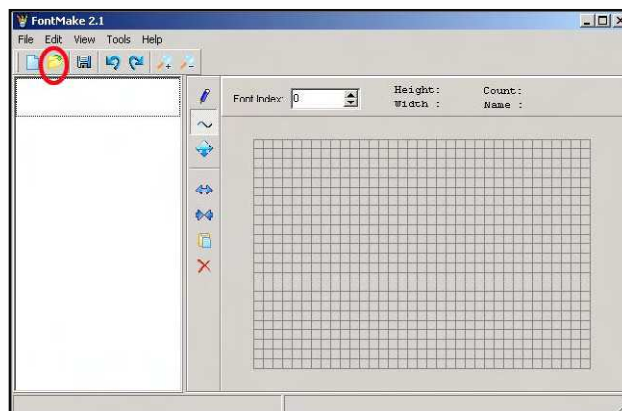 FontMake 2.1
File Edit View Tools Help
Font Index: 0
Height: Count:
Width : Name :